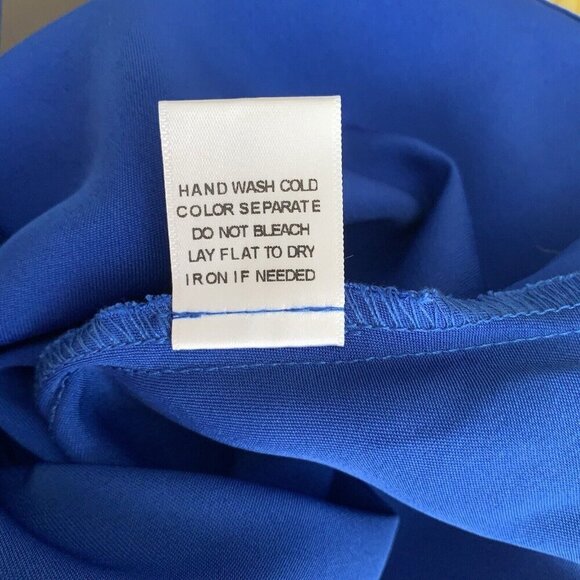 HAND WASH COLD
COLOR SEPARATE
DO NOT BLEACH
LAY FLAT TO DRY
IRON IF NEEDED